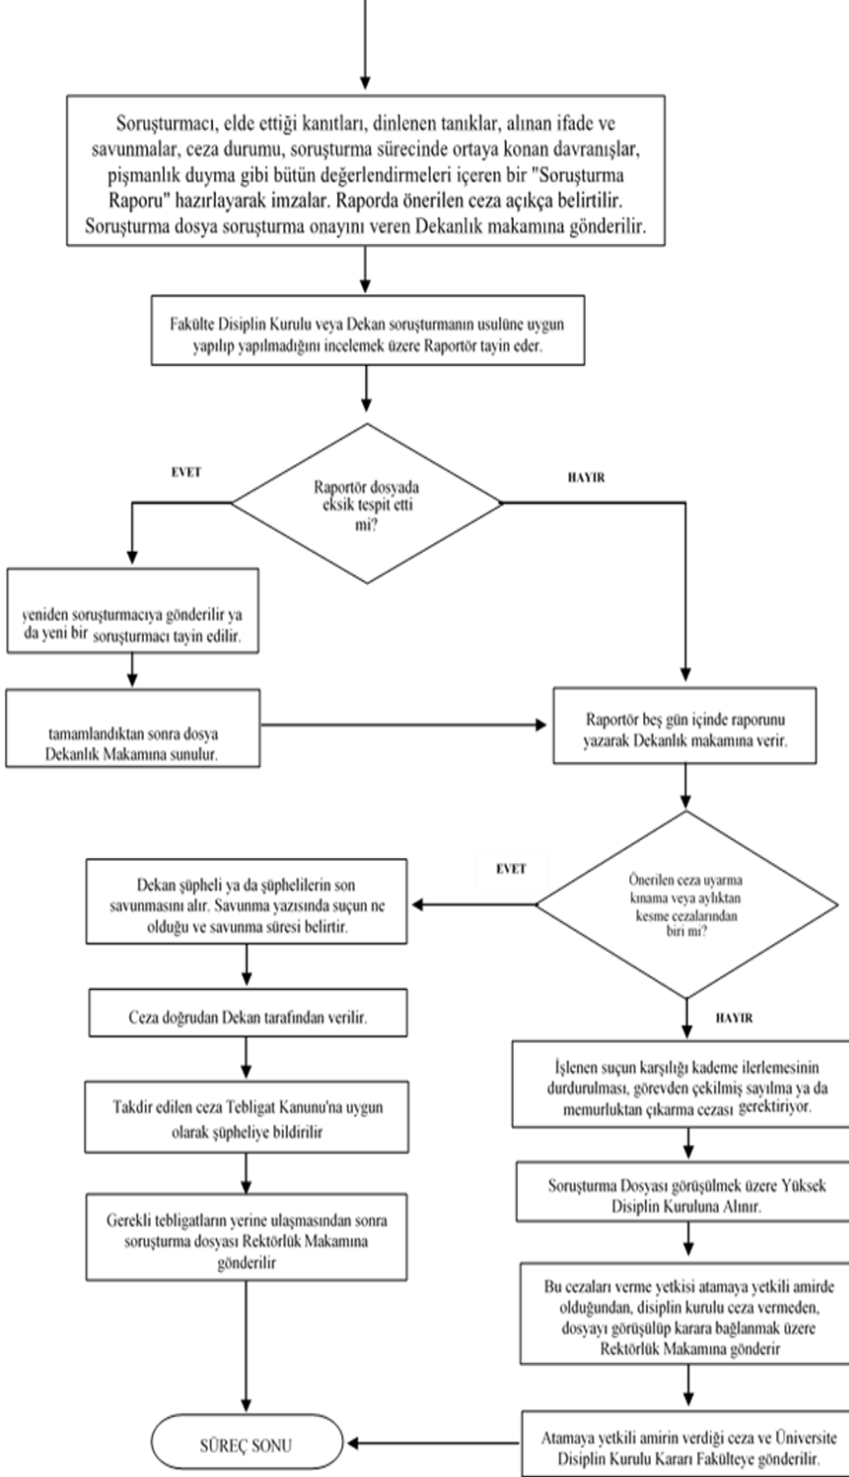 Soruşturmacı, elde ettiği kanıtları, dinlenen tanıklar, alınan ifade ve
savunmalar, ceza durumu, soruşturma sürecinde ortaya konan davranışlar,
pişmanlık duyma gibi bütün değerlendirmeleri içeren bir "Soruşturma
Raporu" hazırlayarak imzalar. Raporda önerilen ceza açıkça belirtilir.
Soruşturma dosya soruşturma onayını veren Dekanlık makamına gönderilir.
Fakülte Disiplin Kurulu veya Dekan soruşturmanın usulüne uygun
yapılıp yapılmadığını incelemek üzere Raportör tayin eder.
EVET
HAYIR
Raportör dosyada
eksik tespit etti
mi?
yeniden soruşturmacıya gönderilir ya
da yeni bir soruşturmacı tayin edilir.
tamamlandıktan sonra dosya
Dekanlık Makamına sunulur.
Raportör beş gün içinde raporunu
yazarak Dekanlık makamına verir.
EVET
Önerilen ceza uyarma
kınama veya aylıktan
kesme cezalarından
biri mi?
HAYIR
Dekan şüpheli ya da şüphelilerin son
savunmasını alır. Savunma yazısında suçun ne
olduğu ve savunma süresi belirtir.
Ceza doğrudan Dekan tarafından verilir.
Takdir edilen ceza Tebligat Kanunu'na uygun
olarak şüpheliye bildirilir
Gerekli tebligatların yerine ulaşmasından sonra
soruşturma dosyası Rektörlük Makamına
gönderilir
İşlenen suçun karşılığı kademe ilerlemesinin
durdurulması, görevden çekilmiş sayılma ya da
memurluktan çıkarma cezası gerektiriyor.
Soruşturma Dosyası görüşülmek üzere Yüksek
Disiplin Kuruluna Alınır.
Bu cezaları verme yetkisi atamaya yetkili amirde
olduğundan, disiplin kurulu ceza vermeden,
dosyayı görüşülüp karara bağlanmak üzere
Rektörlük Makamına gönderir
Atamaya yetkili amirin verdiği ceza ve Üniversite
Disiplin Kurulu Kararı Fakülteye gönderilir.
SÜREÇ SONU